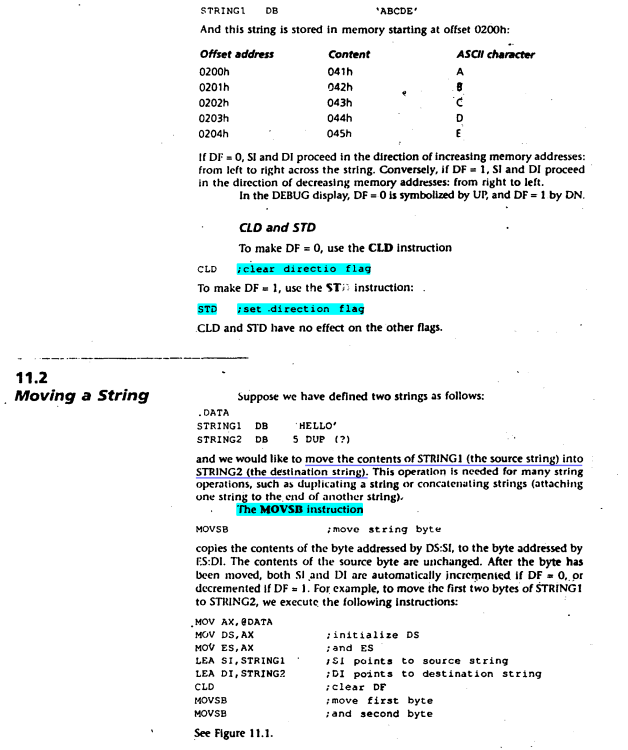 STRING1 DB 'ABCDE'
And this string is stored in memory starting at offset 0200h:
Offset address Content ASCII character
0200h 041h A
0201h 042h B
0202h 043h C
0203h 044h D
0204h 045h E
If DF = 0, SI and DI proceed in the direction of increasing memory addresses:
from left to right across the string. Conversely, if DF = 1, SI and DI proceed
in the direction of decreasing memory addresses: from right to left.
In the DEBUG display, DF = 0 is symbolized by UP, and DF = 1 by DN.
CLD and STD
To make DF = 0, use the CLD instruction
CLD ;clear directio flag
To make DF = 1, use the instruction:
STD ;set direction flag
CLD and STD have no effect on the other flags.
11.2
Moving a String
Suppose we have defined two strings as follows:
.DATA
STRING1 DB 'HELLO'
STRING2 DB 5 DUP (?)
and we would like to move the contents of STRING1 (the source string) into
STRING2 (the destination string). This operation is needed for many string
operations, such as duplicating a string or concatenating strings (attaching
one string to the end of another string).
The MOVSB instruction
MOVSB ;move string byte
copies the contents of the byte addressed by DS:SI, to the byte addressed by
ES:DI. The contents of the source byte are unchanged. After the byte has
been moved, both SI and DI are automatically incremented if DF = 0, or
decremented if DF = 1. For example, to move the first two bytes of STRING1
to STRING2, we execute the following instructions:
MOV AX,@DATA
MOV DS,AX ;initialize DS
MOV ES,AX ;and ES
LEA SI,STRING1 ;SI points to source string
LEA DI,STRING2 ;DI points to destination string
CLD ;clear DF
MOVSB ;move first byte
MOVSB ;and second byte
See Figure 11.1.